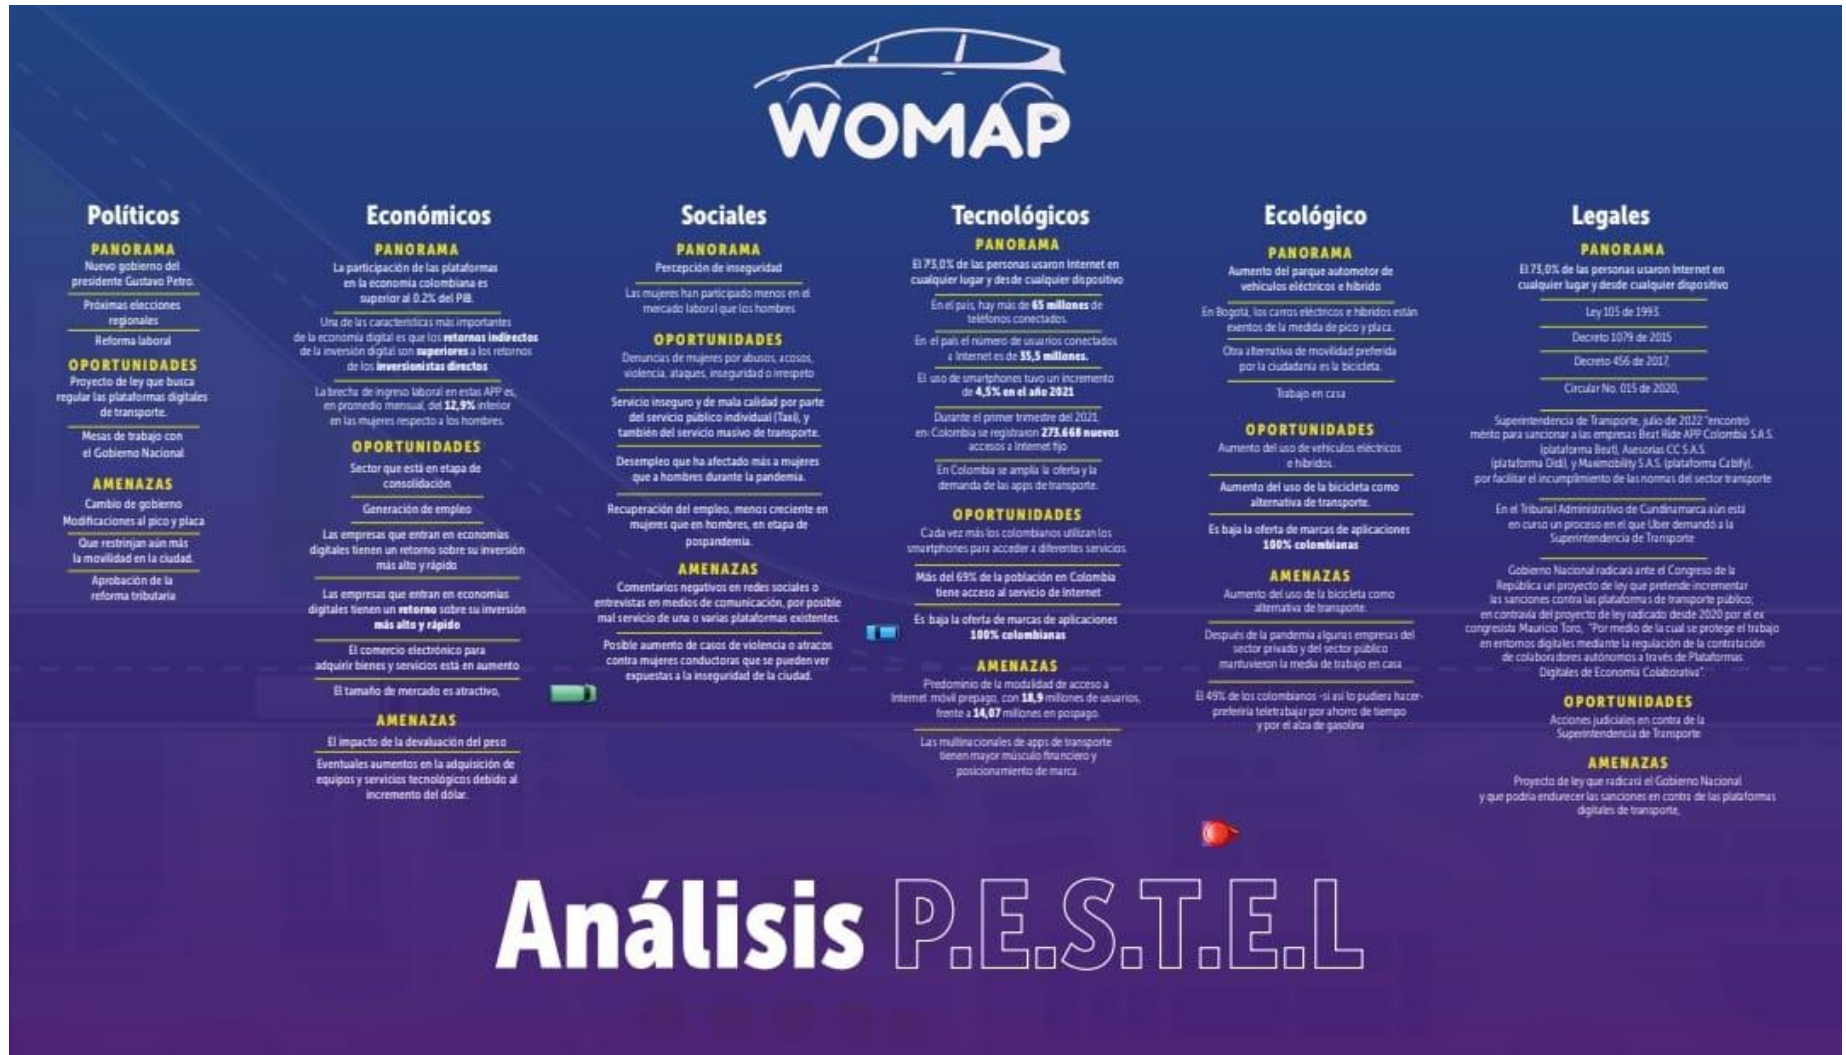 WOMAP
Políticos
PANORAMA
Nuevo gobierno del
presidente Gustavo Petro.
Próximas elecciones
regionales
Reforma laboral
OPORTUNIDADES
Proyecto de ley que busca
regular las plataformas digitales
de transporte.
Mesas de trabajo con
el Gobierno Nacional
AMENAZAS
Cambio de gobierno
Modificaciones al pico y placa
Que restrinjan aún más
la movilidad en la ciudad.
Aprobación de la
reforma tributaria
Económicos
PANORAMA
La participación de las plataformas
en la economía colombiana es
superior al 0.2% del PIB.
Una de las características más importantes
de la economía digital es que los retornos indirectos
de la inversión digital son superiores a los retornos
de los inversionistas directos
La brecha de ingreso laboral en estas APP es,
en promedio mensual, del 12,9% inferior
en las mujeres respecto a los hombres.
OPORTUNIDADES
Sector que está en etapa de
consolidación
Generación de empleo
Las empresas que entran en economías
digitales tienen un retorno sobre su inversión
más alto y rápido
Las empresas que entran en economías
digitales tienen un retorno sobre su inversión
más alto y rápido
El comercio electrónico para
adquirir bienes y servicios está en aumento
El tamaño de mercado es atractivo,
AMENAZAS
El impacto de la devaluación del peso
Eventuales aumentos en la adquisición de
equipos y servicios tecnológicos debido al
incremento del dólar.
Sociales
PANORAMA
Percepción de inseguridad
Las mujeres han participado menos en el
mercado laboral que los hombres
OPORTUNIDADES
Denuncias de mujeres por abusos, acosos,
violencia, ataques, inseguridad o irrespeto
Servicio inseguro y de mala calidad por parte
del servicio público individual (Taxi), y
también del servicio masivo de transporte.
Desempleo que ha afectado más a mujeres
que a hombres durante la pandemia.
Recuperación del empleo, menos creciente en
mujeres que en hombres, en etapa de
pospandemia.
AMENAZAS
Comentarios negativos en redes sociales o
entrevistas en medios de comunicación, por posible
mal servicio de una o varias plataformas existentes.
Posible aumento de casos de violencia o atracos
contra mujeres conductoras que se pueden ver
expuestas a la inseguridad de la ciudad.
Tecnológicos
PANORAMA
El 73,0% de las personas usaron Internet en
cualquier lugar y desde cualquier dispositivo
En el país, hay más de 65 millones de
teléfonos conectados.
En el país el número de usuarios conectados
a Internet es de 35,5 millones.
El uso de smartphones tuvo un incremento
de 4,5% en el año 2021
Durante el primer trimestre del 2021,
en Colombia se registraron 273.668 nuevos
accesos a Internet fijo
En Colombia se amplía la oferta y la
demanda de las apps de transporte.
OPORTUNIDADES
Cada vez más los colombianos utilizan los
smartphones para acceder a diferentes servicios.
Más del 69% de la población en Colombia
tiene acceso al servicio de Internet
Es baja la oferta de marcas de aplicaciones
100% colombianas
AMENAZAS
Predominio de la modalidad de acceso a
Internet móvil prepago, con 18,9 millones de usuarios,
frente a 14,07 millones en pospago.
Las multinacionales de apps de transporte
tienen mayor músculo financiero y
posicionamiento de marca.
Ecológico
PANORAMA
Aumento del parque automotor de
vehículos eléctricos e híbrido
En Bogotá, los carros eléctricos e híbridos están
exentos de la medida de pico y placa.
Otra alternativa de movilidad preferida
por la ciudadanía es la bicicleta.
Trabajo en casa
OPORTUNIDADES
Aumento del uso de vehículos eléctricos
e híbridos.
Aumento del uso de la bicicleta como
alternativa de transporte.
Es baja la oferta de marcas de aplicaciones
100% colombianas
AMENAZAS
Aumento del uso de la bicicleta como
alternativa de transporte.
Después de la pandemia algunas empresas del
sector privado y del sector público
mantuvieron la media de trabajo en casa
El 49% de los colombianos -si así lo pudiera hacer-
preferiría teletrabajar por ahorro de tiempo
y por el alza de gasolina
Legales
PANORAMA
El 73,0% de las personas usaron Internet en
cualquier lugar y desde cualquier dispositivo
Ley 105 de 1993.
Decreto 1079 de 2015
Decreto 456 de 2017,
Circular No. 015 de 2020,
Superintendencia de Transporte, julio de 2022 "encontró
mérito para sancionar a las empresas Beat Ride APP Colombia S.A.S.
(plataforma Beat), Asesorías CC S.A.S.
(plataforma Didi), y Maximobility S.A.S. (plataforma Cabify),
por facilitar el incumplimiento de las normas del sector transporte
En el Tribunal Administrativo de Cundinamarca aún está
en curso un proceso en el que Uber demandó a la
Superintendencia de Transporte
Gobierno Nacional radicará ante el Congreso de la
República un proyecto de ley que pretende incrementar
las sanciones contra las plataformas de transporte público;
en contravía del proyecto de ley radicado desde 2020 por el ex
congresista Mauricio Toro, "Por medio de la cual se protege el trabajo
en entornos digitales mediante la regulación de la contratación
de colaboradores autónomos a través de Plataformas
Digitales de Economía Colaborativa".
OPORTUNIDADES
Acciones judiciales en contra de la
Superintendencia de Transporte
AMENAZAS
Proyecto de ley que radicará el Gobierno Nacional
y que podría endurecer las sanciones en contra de las plataformas
digitales de transporte,
Análisis P.E.S.T.E.L